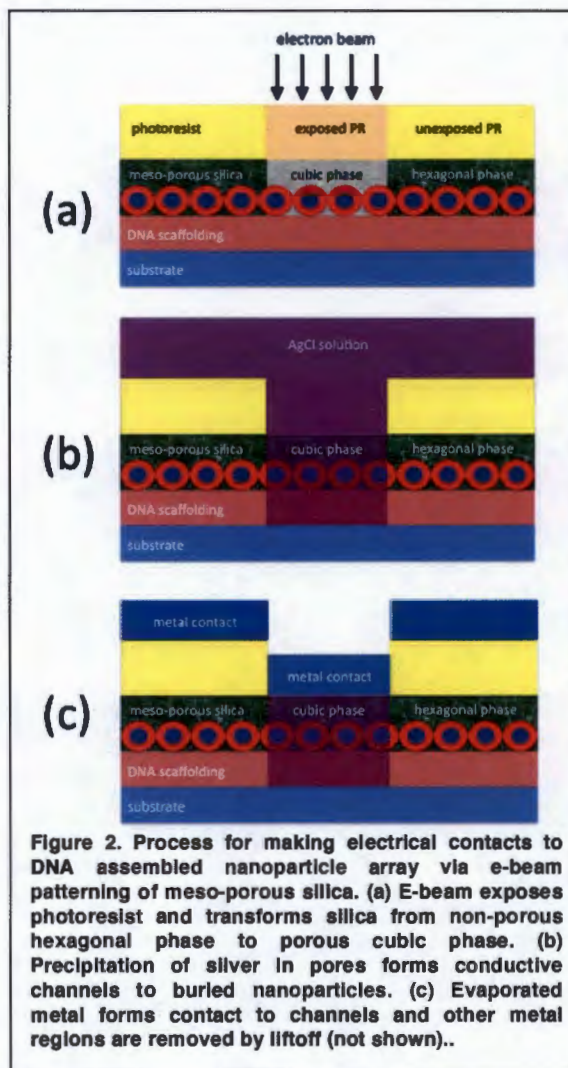 electron beam
photoresist exposed PR unexposed PR
meso-porous silica cubic phase hexagonal phase
(a)
DNA scaffolding
substrate
AgCl solution
(b)
meso-porous silica cubic phase hexagonal phase
DNA scaffolding
substrate
metal contact
metal contact
(c)
meso-porous silica cubic phase hexagonal phase
DNA scaffolding
substrate
Figure 2. Process for making electrical contacts to
DNA assembled nanoparticle array via e-beam
patterning of meso-porous silica. (a) E-beam exposes
photoresist and transforms silica from non-porous
hexagonal phase to porous cubic phase. (b)
Precipitation of silver in pores forms conductive
channels to buried nanoparticles. (c) Evaporated
metal forms contact to channels and other metal
regions are removed by liftoff (not shown)..